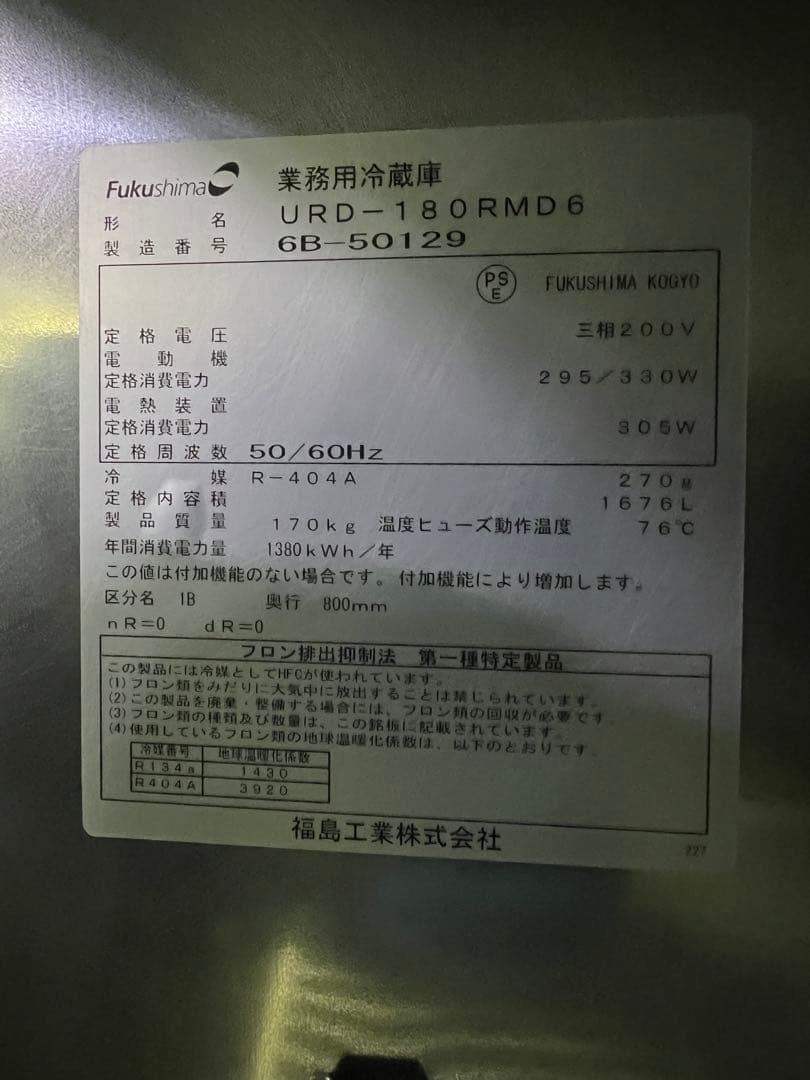 Fukushima 業務用冷蔵庫
形名 URD-180RMD6
製造番号 6B-50129
PSE FUKUSHIMA KOGYO
定格電圧 三相200V
電動機
定格消費電力 295/330W
電熱装置
定格消費電力 305W
定格周波数 50/60Hz
冷媒 R-404A 270g
定格内容積 1676L
製品質量 170kg 温度ヒューズ動作温度 76℃
年間消費電力量 1380kWh/年
この値は付加機能のない場合です。付加機能により増加します。
区分名 1B 奥行 800mm
nR=0 dR=0
フロン排出抑制法 第一種特定製品
この製品には冷媒としてHFCが使われています。
(1)フロン類をみだりに大気中に放出することは禁じられています。
(2)この製品を廃棄・整備する場合には、フロン類の回収が必要です。
(3)フロン類の種類及び数量は、この銘板に記載されています。
(4)使用しているフロン類の地球温暖化係数は、以下のとおりです。
冷媒番号 地球温暖化係数
R134a 1430
R404A 3920
福島工業株式会社
227